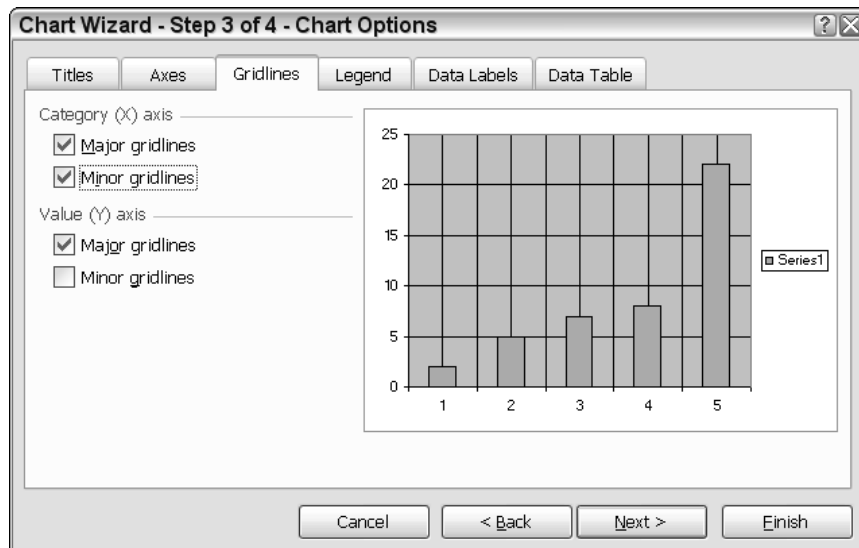 Chart Wizard - Step 3 of 4 - Chart Options
Titles Axes Gridlines Legend Data Labels Data Table
Category (X) axis
Major gridlines
Minor gridlines
Value (Y) axis
Major gridlines
Minor gridlines
25
20
15
10
5
0
1 2 3 4 5
Series1
Cancel < Back Next > Finish